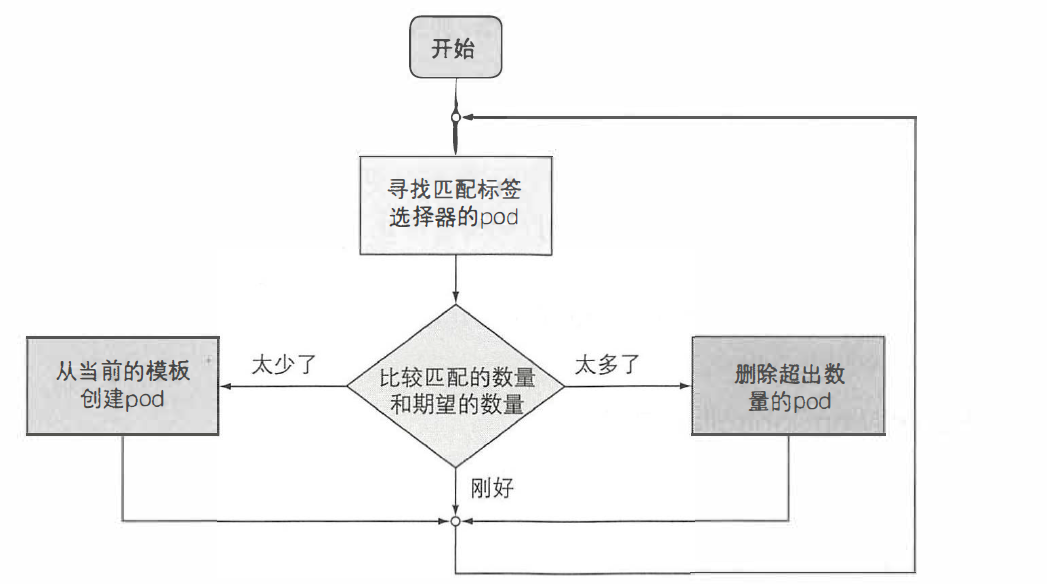 开始
寻找匹配标签
选择器的pod
太少了
太多了
从当前的模板
创建pod
比较匹配的数量
和期望的数量
删除超出数
量的pod
刚好